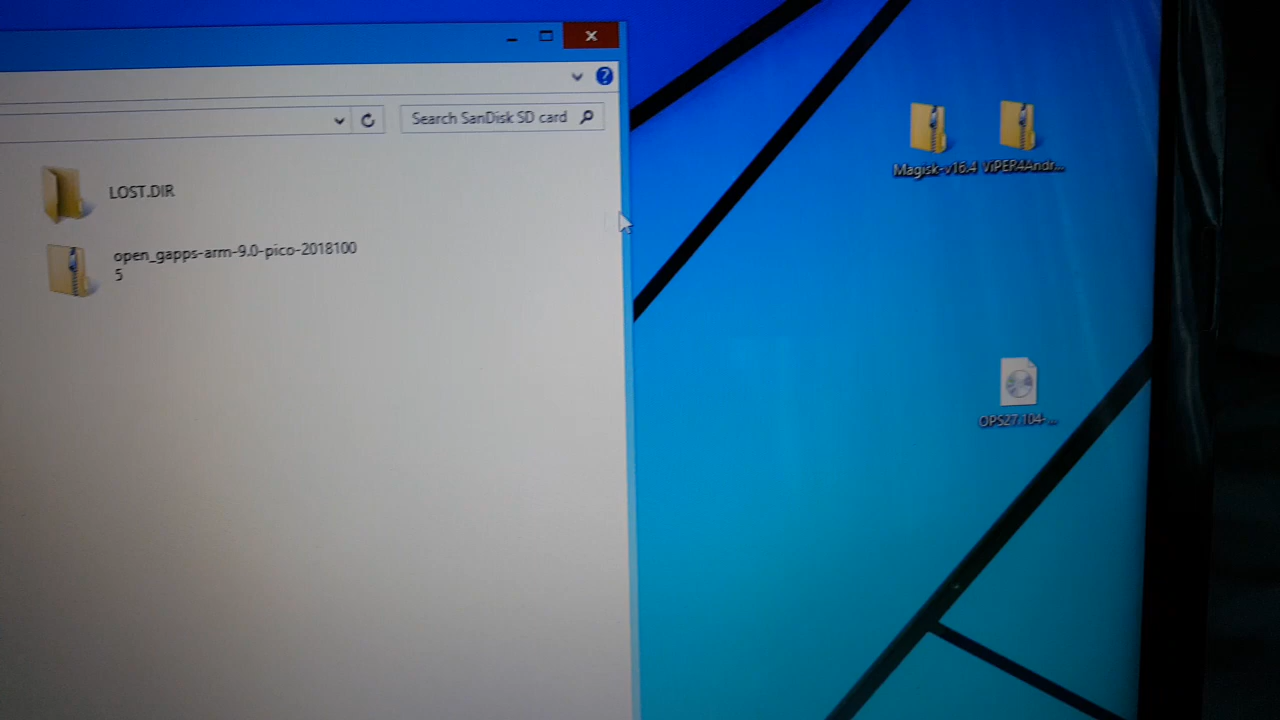 Search SanDisk SD card
LOST.DIR
open_gapps-arm-9.0-pico-2018100
5
Magisk-v16.4
ViPER4Andr...
OPS27.104-...